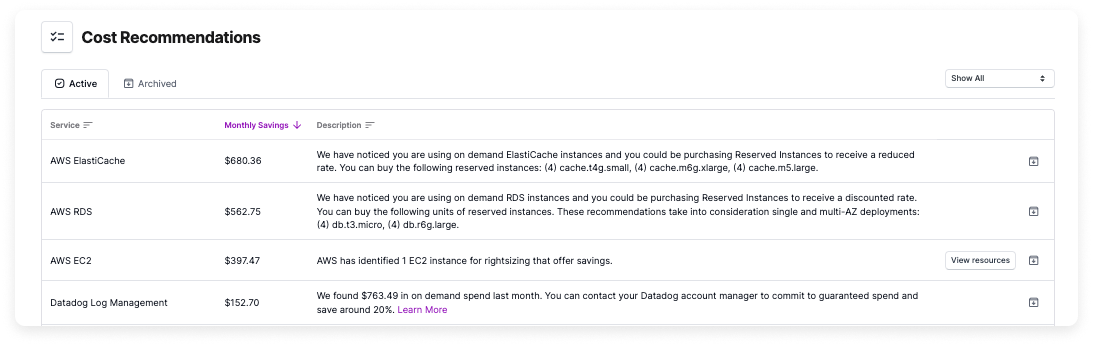 Cost Recommendations
Active
Archived
Show All
Service
Monthly Savings
Description
AWS ElastiCache
$680.36
We have noticed you are using on demand ElastiCache instances and you could be purchasing Reserved Instances to receive a reduced
rate. You can buy the following reserved instances: (4) cache.t4g.small, (4) cache.m6g.xlarge, (4) cache.m5.large.
AWS RDS
$562.75
We have noticed you are using on demand RDS instances and you could be purchasing Reserved Instances to receive a discounted rate.
You can buy the following units of reserved instances. These recommendations take into consideration single and multi-AZ deployments:
(4) db.t3.micro, (4) db.r6g.large.
AWS EC2
$397.47
AWS has identified 1 EC2 instance for rightsizing that offer savings.
View resources
Datadog Log Management
$152.70
We found $763.49 in on demand spend last month. You can contact your Datadog account manager to commit to guaranteed spend and
save around 20%. Learn More